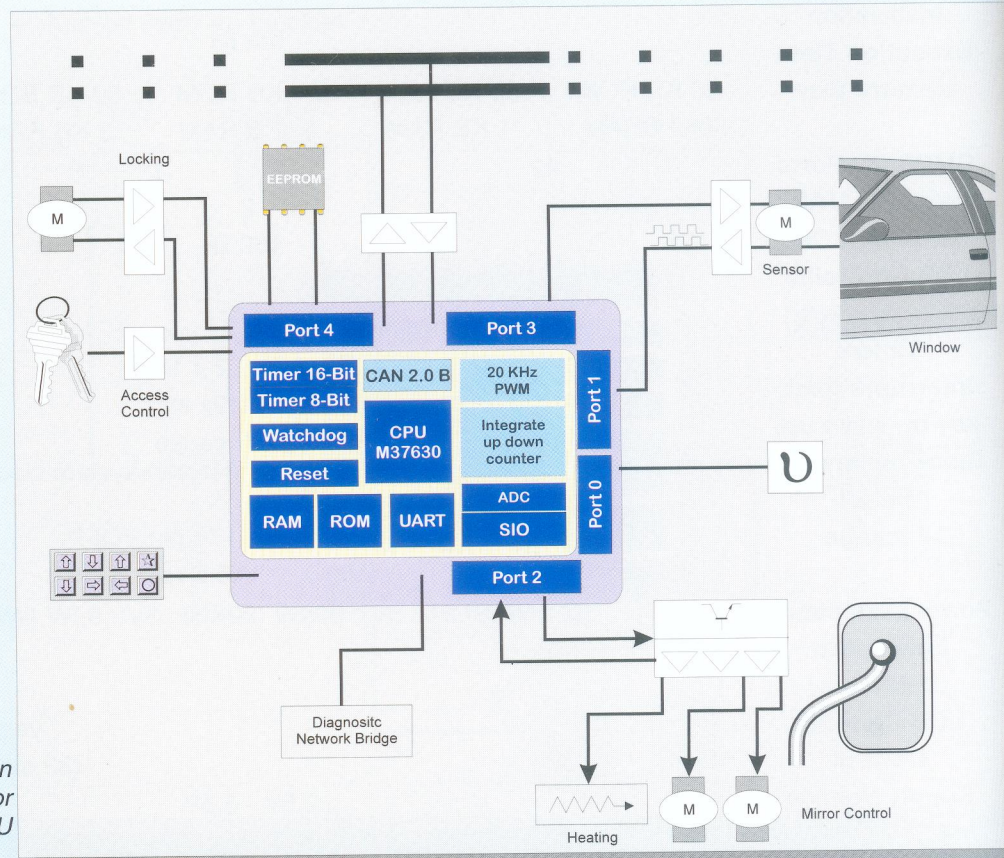 Locking
EEPROM
M
M
Sensor
Window
Access
Control
Port 4
Port 3
Timer 16-Bit
Timer 8-Bit
CAN 2.0 B
20 KHz
PWM
Port 1
Watchdog
CPU
M37630
Integrate
up down
counter
Reset
Port 0
RAM
ROM
UART
ADC
SIO
Port 2
Diagnositc
Network Bridge
M
M
Mirror Control
Heating
n
or
U